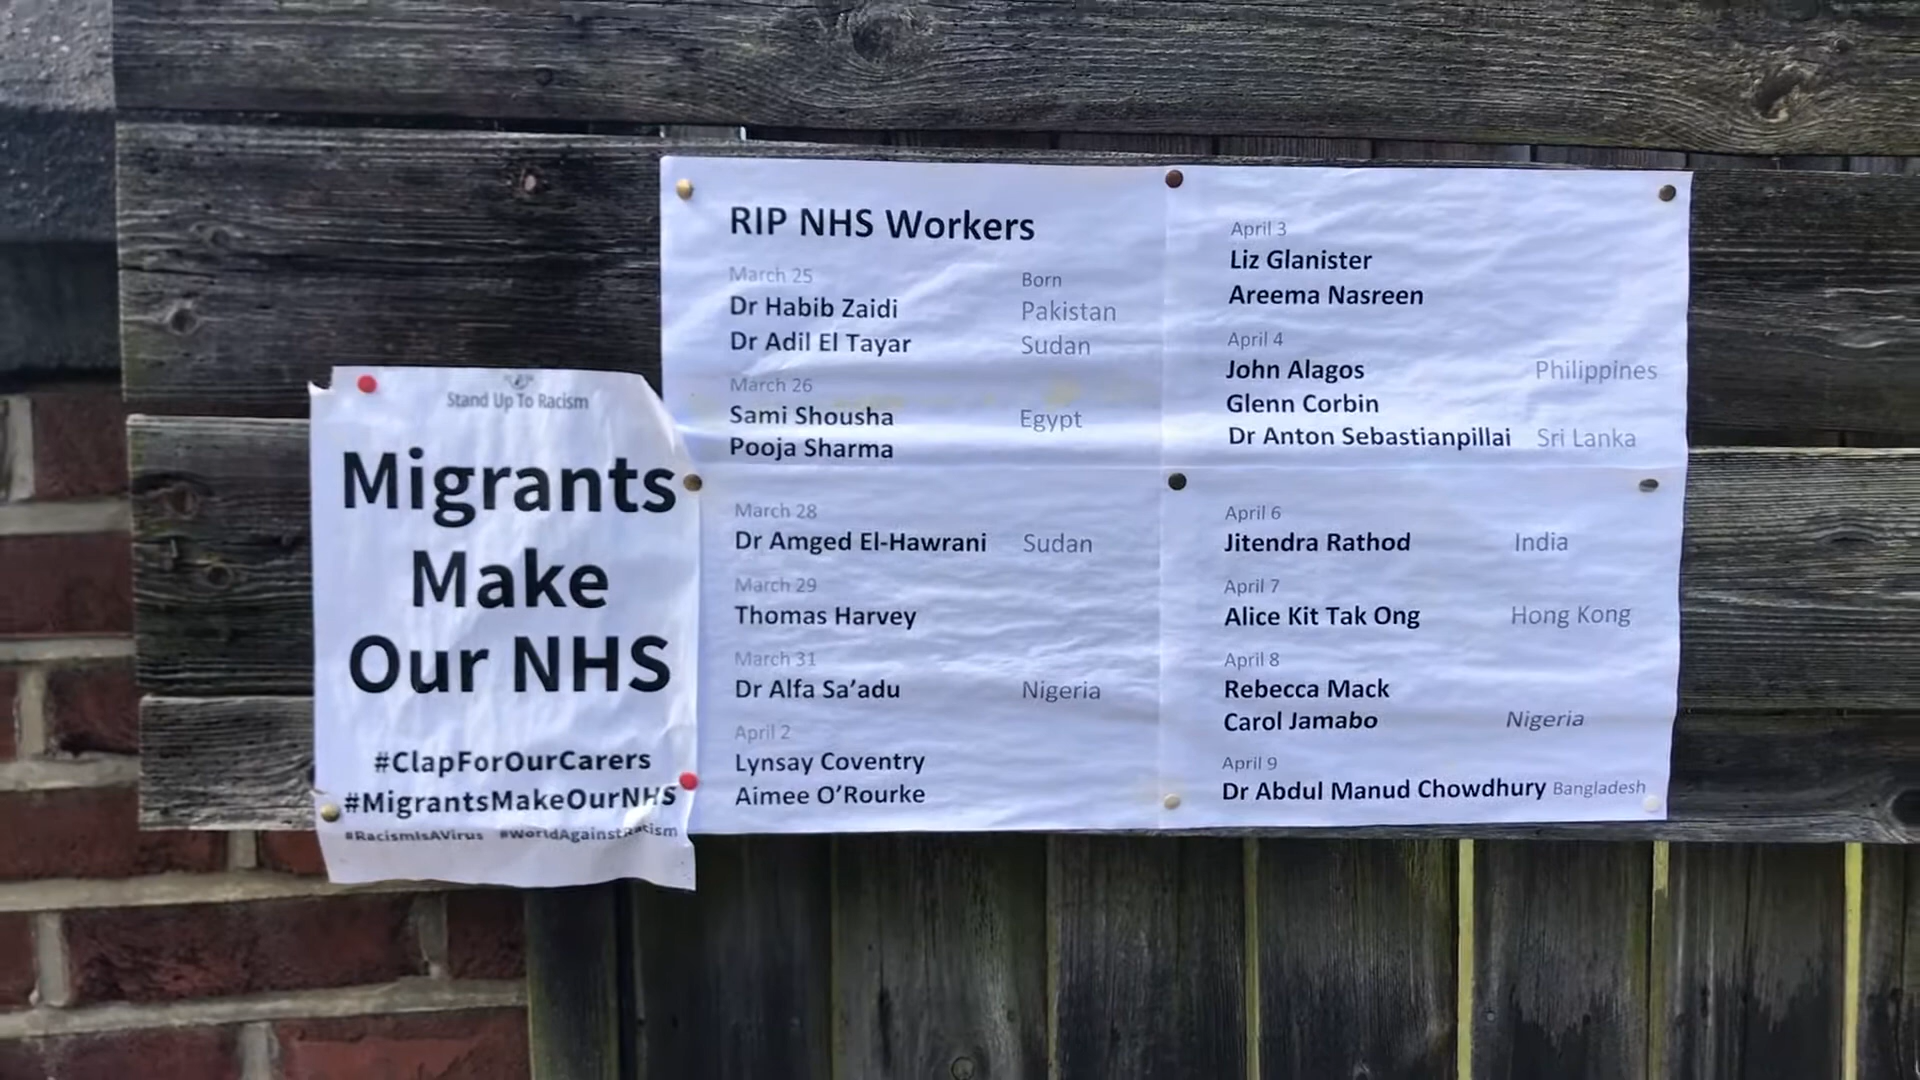 Stand Up To Racism
Migrants
Make
Our NHS
#ClapForOurCarers
#MigrantsMakeOurNHS
#RacismIsAVirus #WorldAgainstRacism
RIP NHS Workers
March 25 Born
Dr Habib Zaidi Pakistan
Dr Adil El Tayar Sudan
March 26
Sami Shousha Egypt
Pooja Sharma
March 28
Dr Amged El-Hawrani Sudan
March 29
Thomas Harvey
March 31
Dr Alfa Sa’adu Nigeria
April 2
Lynsay Coventry
Aimee O’Rourke
April 3
Liz Glanister
Areema Nasreen
April 4
John Alagos Philippines
Glenn Corbin
Dr Anton Sebastianpillai Sri Lanka
April 6
Jitendra Rathod India
April 7
Alice Kit Tak Ong Hong Kong
April 8
Rebecca Mack
Carol Jamabo Nigeria
April 9
Dr Abdul Manud Chowdhury Bangladesh